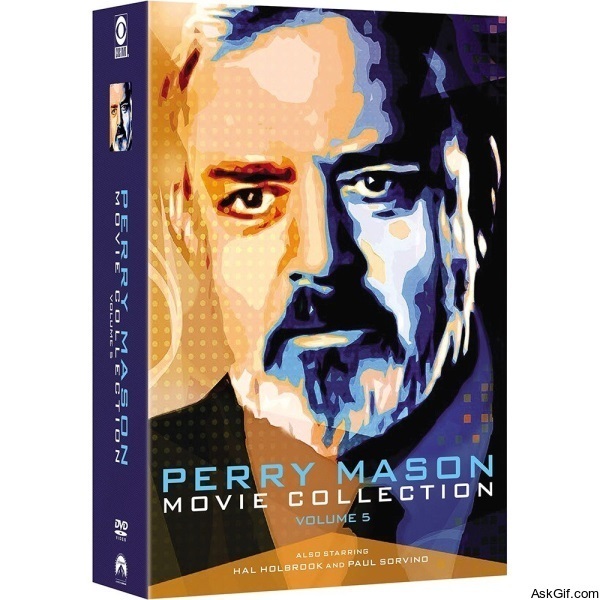 PERRY MASON
MOVIE COLLECTION
VOLUME 5
DVD
VIDEO
PERRY MASON
MOVIE COLLECTION
VOLUME 5
ALSO STARRING
HAL HOLBROOK AND PAUL SORVINO
AskGif.com